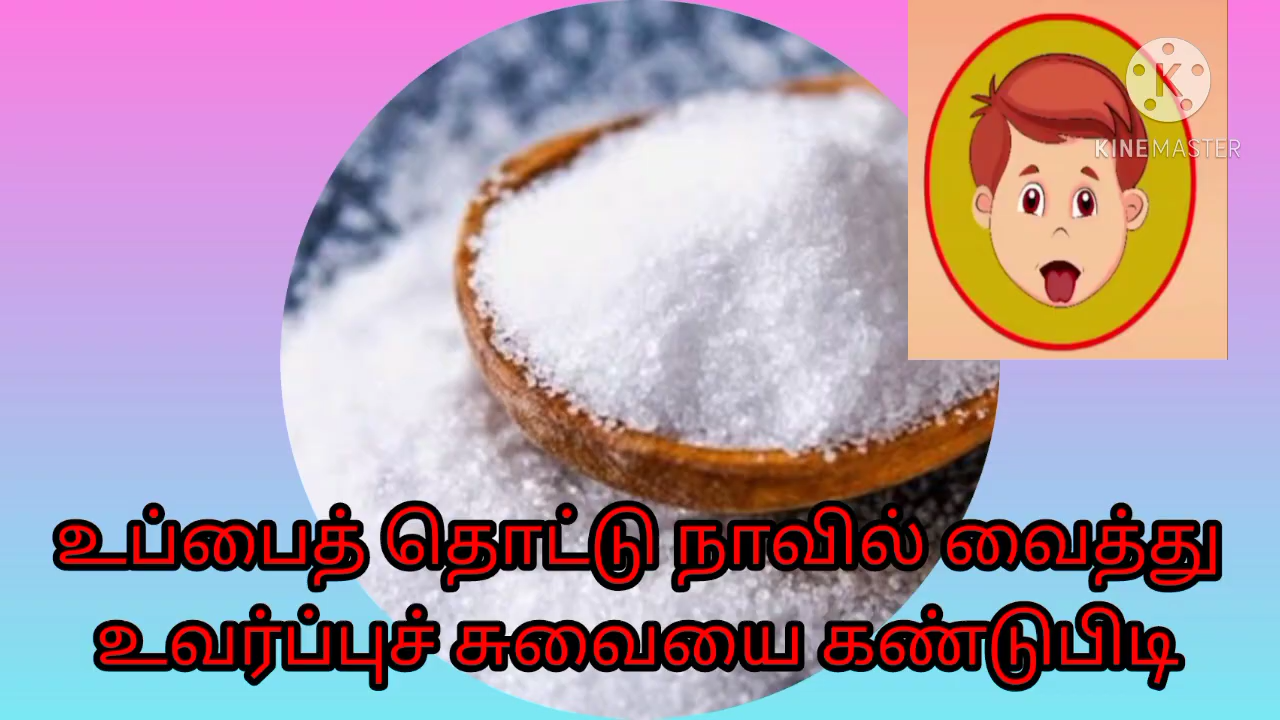 KINEMASTER
உப்பைத் தொட்டு நாவில் வைத்து
உவர்ப்புச் சுவையை கண்டுபிடி